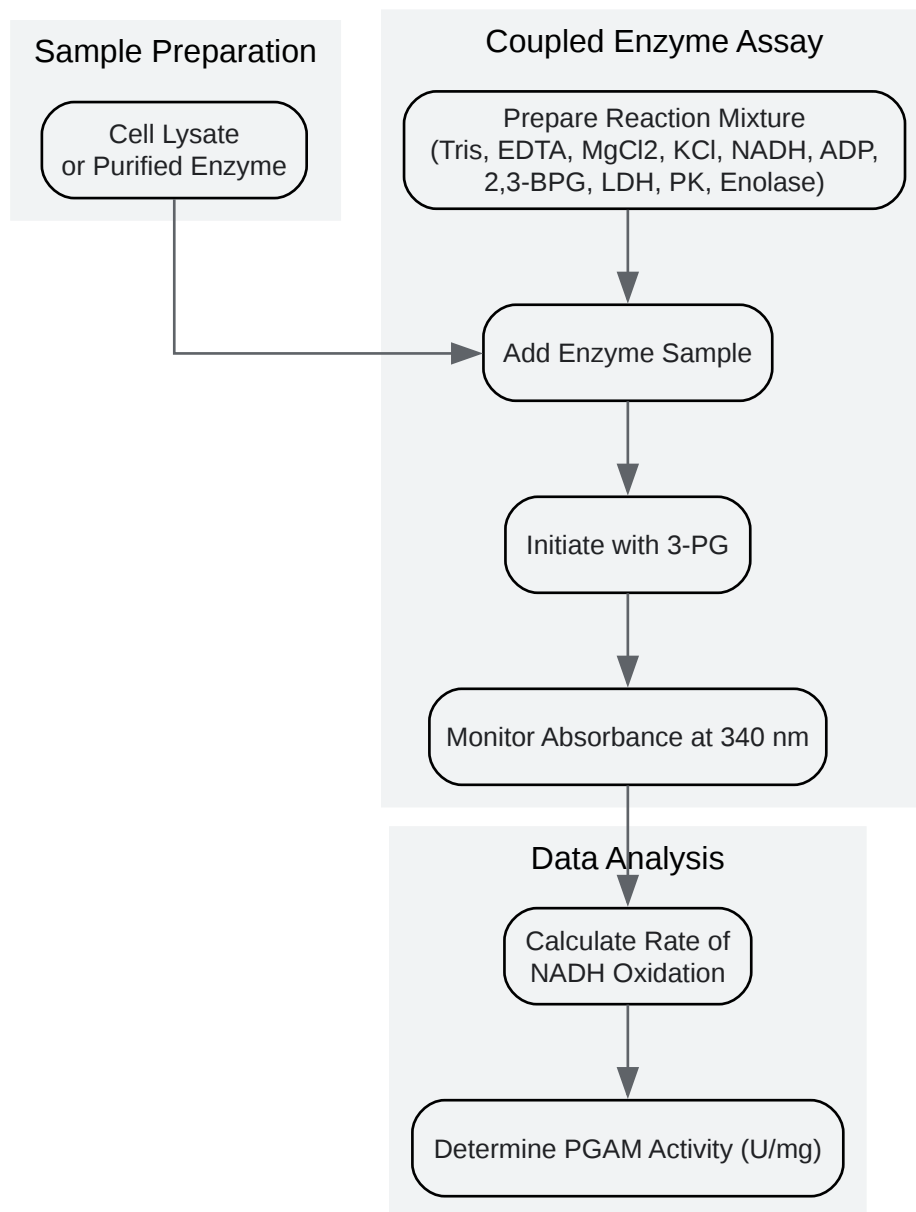 Sample Preparation
Cell Lysate
or Purified Enzyme
Coupled Enzyme Assay
Prepare Reaction Mixture
(Tris, EDTA, MgCl2, KCl, NADH, ADP,
2,3-BPG, LDH, PK, Enolase)
Add Enzyme Sample
Initiate with 3-PG
Monitor Absorbance at 340 nm
Data Analysis
Calculate Rate of
NADH Oxidation
Determine PGAM Activity (U/mg)